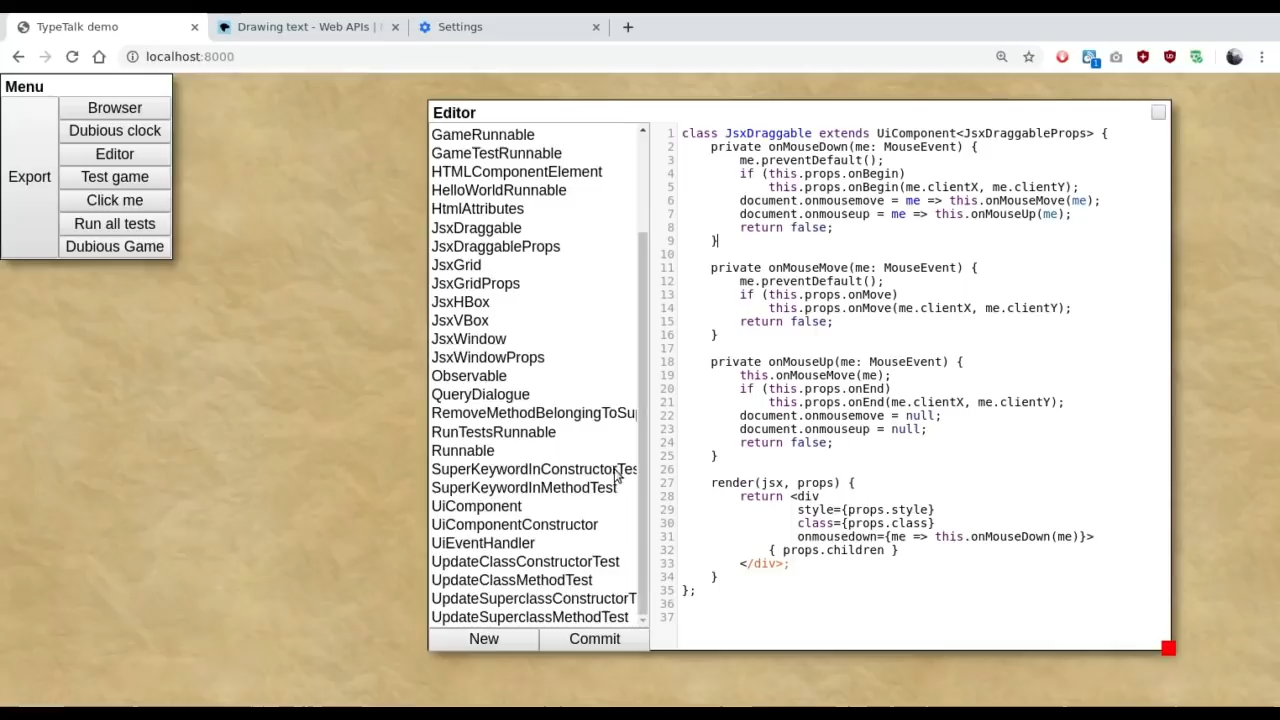 TypeTalk demo
Drawing text - Web APIs |
Settings
localhost:8000
1
Menu
Export
Browser
Dubious clock
Editor
Test game
Click me
Run all tests
Dubious Game
Editor
GameRunnable
GameTestRunnable
HTMLComponentElement
HelloWorldRunnable
HtmlAttributes
JsxDraggable
JsxDraggableProps
JsxGrid
JsxGridProps
JsxHBox
JsxVBox
JsxWindow
JsxWindowProps
Observable
QueryDialogue
RemoveMethodBelongingToSu
RunTestsRunnable
Runnable
SuperKeywordInConstructorTes
SuperKeywordInMethodTest
UiComponent
UiComponentConstructor
UiEventHandler
UpdateClassConstructorTest
UpdateClassMethodTest
UpdateSuperclassConstructorT
UpdateSuperclassMethodTest
New
Commit
1 class JsxDraggable extends UiComponent<JsxDraggableProps> {
2 private onMouseDown(me: MouseEvent) {
3 me.preventDefault();
4 if (this.props.onBegin)
5 this.props.onBegin(me.clientX, me.clientY);
6 document.onmousemove = me => this.onMouseMove(me);
7 document.onmouseup = me => this.onMouseUp(me);
8 return false;
9 }
10
11 private onMouseMove(me: MouseEvent) {
12 me.preventDefault();
13 if (this.props.onMove)
14 this.props.onMove(me.clientX, me.clientY);
15 return false;
16 }
17
18 private onMouseUp(me: MouseEvent) {
19 this.onMouseMove(me);
20 if (this.props.onEnd)
21 this.props.onEnd(me.clientX, me.clientY);
22 document.onmousemove = null;
23 document.onmouseup = null;
24 return false;
25 }
26
27 render(jsx, props) {
28 return <div
29 style={props.style}
30 class={props.class}
31 onmousedown={me => this.onMouseDown(me)}>
32 { props.children }
33 </div>;
34 }
35 };
36
37